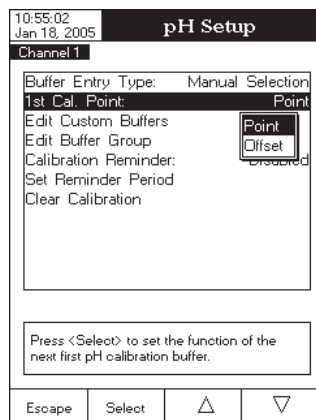 10:55:02
Jan 18, 2005
pH Setup
Channel 1
Buffer Entry Type: Manual Selection
1st Cal. Point: Point
Edit Custom Buffers
Point
Edit Buffer Group
Offset
Calibration Reminder: Disabled
Set Reminder Period
Clear Calibration
Press <Select> to set the function of the
next first pH calibration buffer.
Escape Select